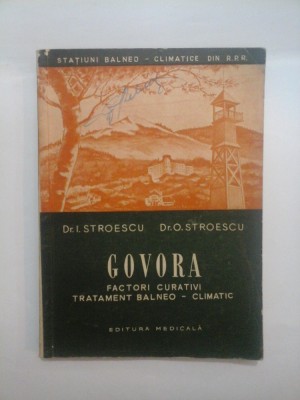 STAȚIUNI BALNEO - CLIMATICE DIN R.P.R.
Dr. I. STROESCU Dr. O. STROESCU
GOVORA
FACTORI CURATIVI
TRATAMENT BALNEO - CLIMATIC
EDITURA MEDICALĂ